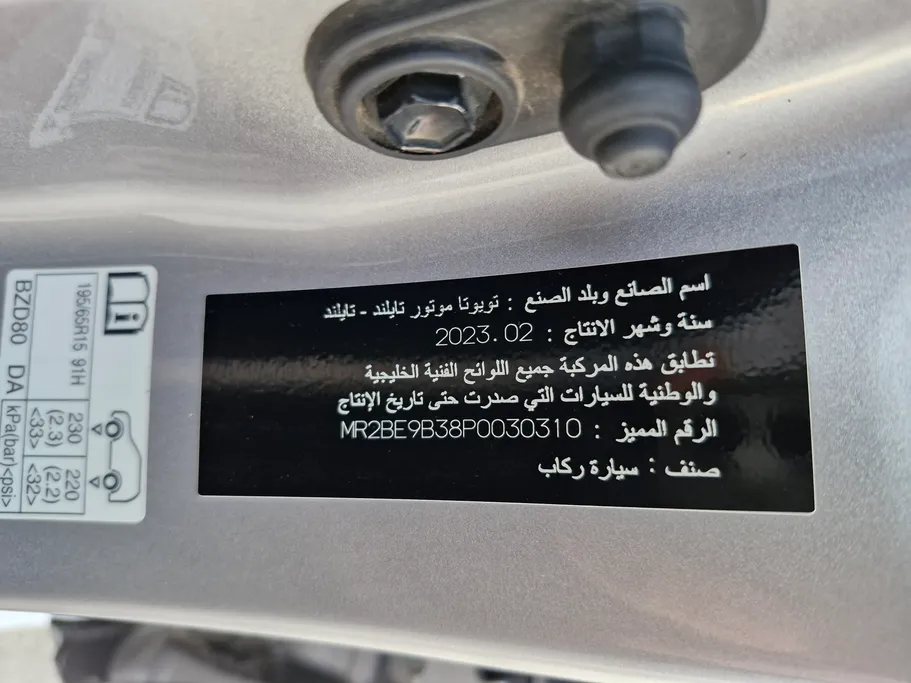 اسم الصانع وبلد الصنع : تويوتا موتور تايلند - تايلند
سنة وشهر الانتاج : 2023.02
تطابق هذه المركبة جميع اللوائح الفنية الخليجية
والوطنية للسيارات التي صدرت حتى تاريخ الإنتاج
الرقم المميز : MR2BE9B38P0030310
صنف : سيارة ركاب
195/65R15 91H
230
(2.3)
<33>
220
(2.2)
<32>
kPa(bar)<psi>
BZD80 DA